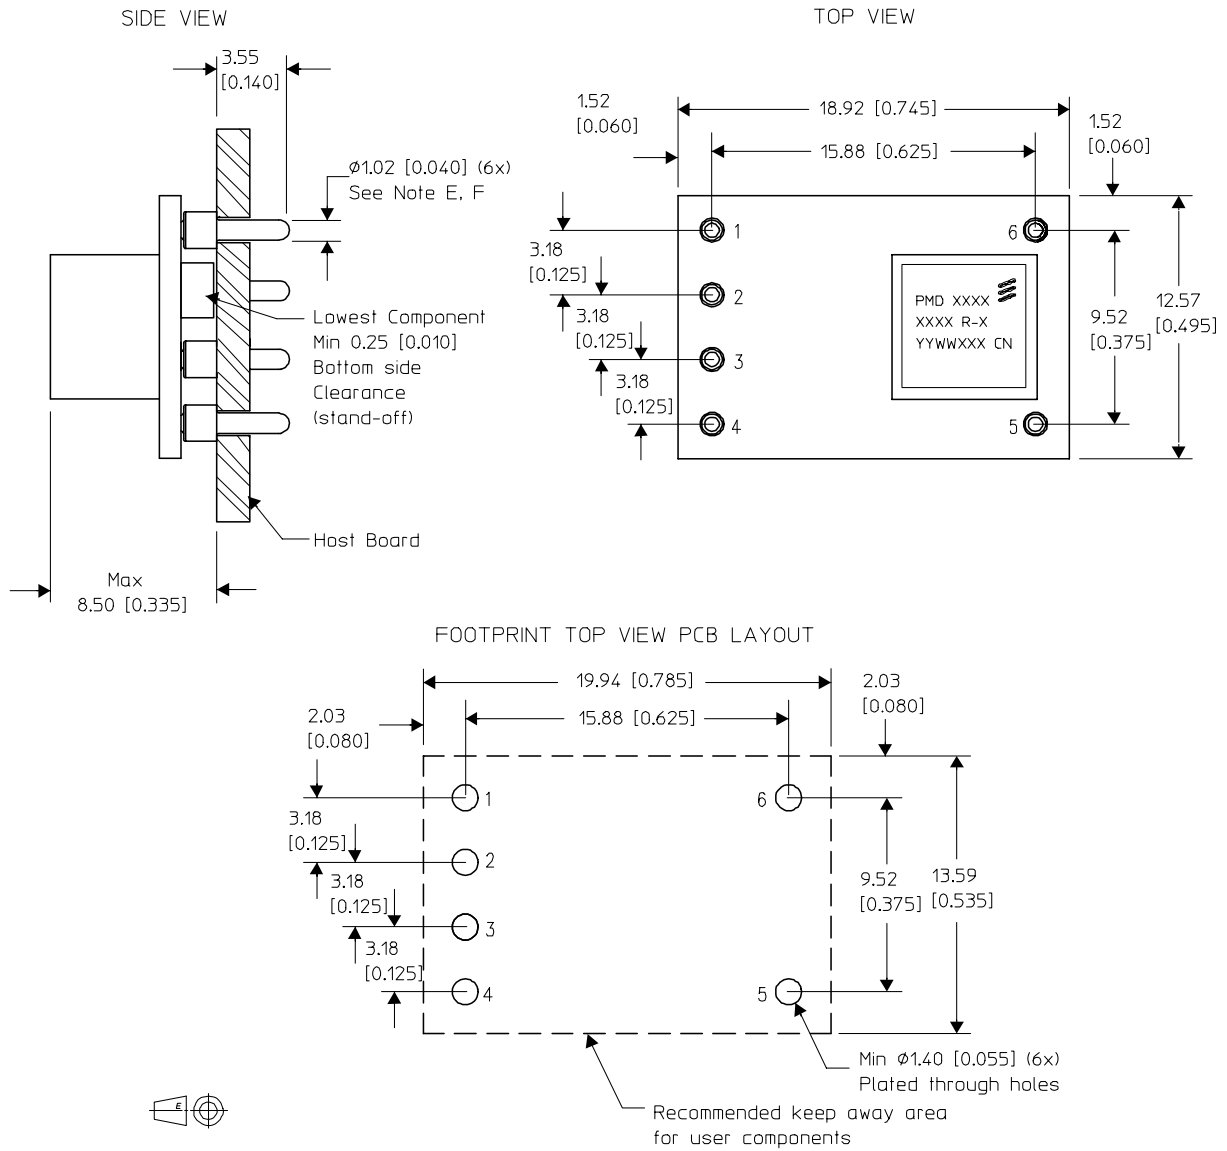 SIDE VIEW
3.55
[0.140]
Ø1.02 [0.040] (6x)
See Note E, F
Lowest Component
Min 0.25 [0.010]
Bottom side
Clearance
(stand-off)
Host Board
Max
8.50 [0.335]
TOP VIEW
1.52
[0.060]
18.92 [0.745]
15.88 [0.625]
1.52
[0.060]
1
2
3
4
6
5
3.18
[0.125]
3.18
[0.125]
3.18
[0.125]
PMD XXXX
XXXX R-X
YYWWXXX CN
9.52
[0.375]
12.57
[0.495]
FOOTPRINT TOP VIEW PCB LAYOUT
19.94 [0.785]
15.88 [0.625]
2.03
[0.080]
2.03
[0.080]
1
2
3
4
6
5
3.18
[0.125]
3.18
[0.125]
3.18
[0.125]
9.52
[0.375]
13.59
[0.535]
Min Ø1.40 [0.055] (6x)
Plated through holes
Recommended keep away area
for user components
E